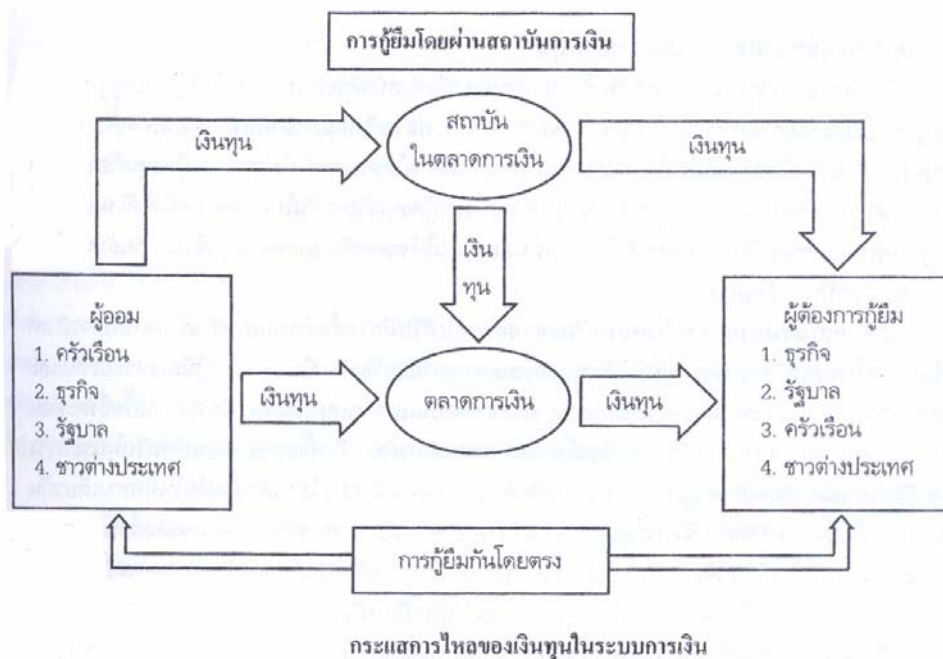 การกู้ยืมโดยผ่านสถาบันการเงิน
เงินทุน
สถาบัน
ในตลาดการเงิน
เงินทุน
เงิน
ทุน
ผู้ออม
1. ครัวเรือน
2. ธุรกิจ
3. รัฐบาล
4. ชาวต่างประเทศ
เงินทุน
ตลาดการเงิน
เงินทุน
ผู้ต้องการกู้ยืม
1. ธุรกิจ
2. รัฐบาล
3. ครัวเรือน
4. ชาวต่างประเทศ
การกู้ยืมกันโดยตรง
กระแสการไหลของเงินทุนในระบบการเงิน